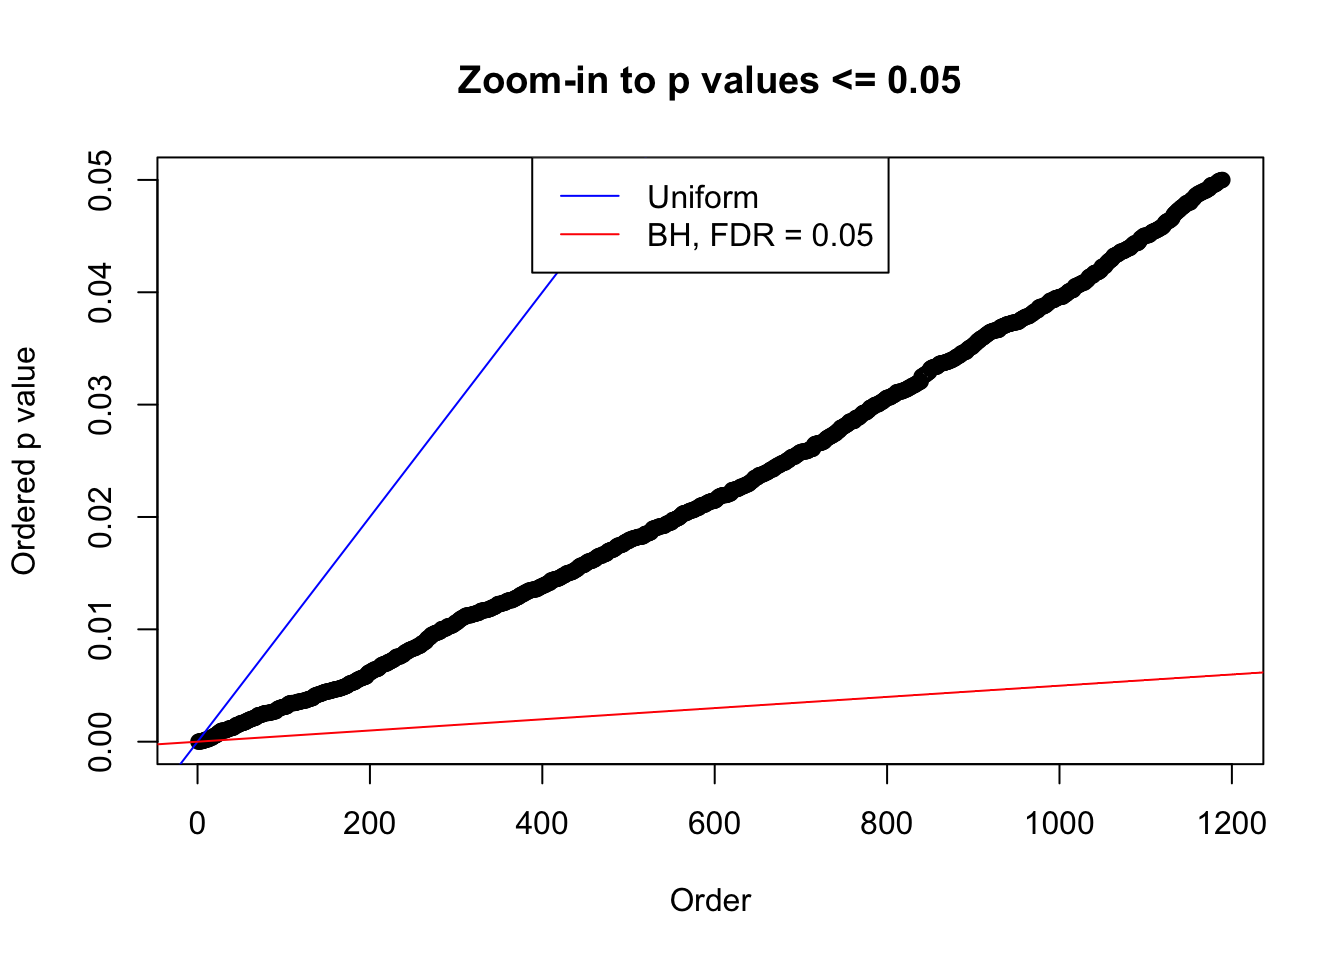 Zoom-in to p values <= 0.05
Uniform
BH, FDR = 0.05
Ordered p value
0.05
0.04
0.03
0.02
0.01
0.00
0 200 400 600 800 1000 1200
Order